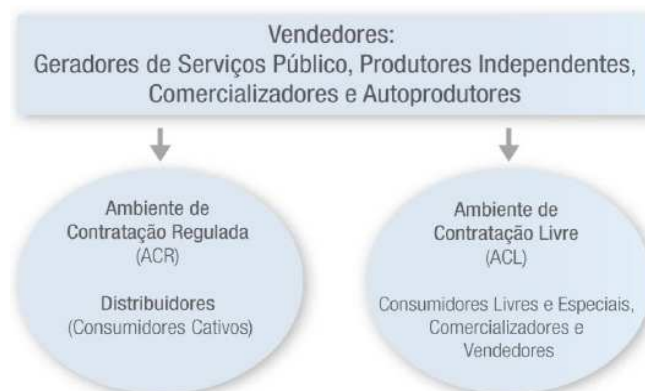 Vendedores:
Geradores de Serviços Público, Produtores Independentes,
Comercializadores e Autoprodutores
Ambiente de
Contratação Regulada
(ACR)
Distribuidores
(Consumidores Cativos)
Ambiente de
Contratação Livre
(ACL)
Consumidores Livres e Especiais,
Comercializadores e
Vendedores